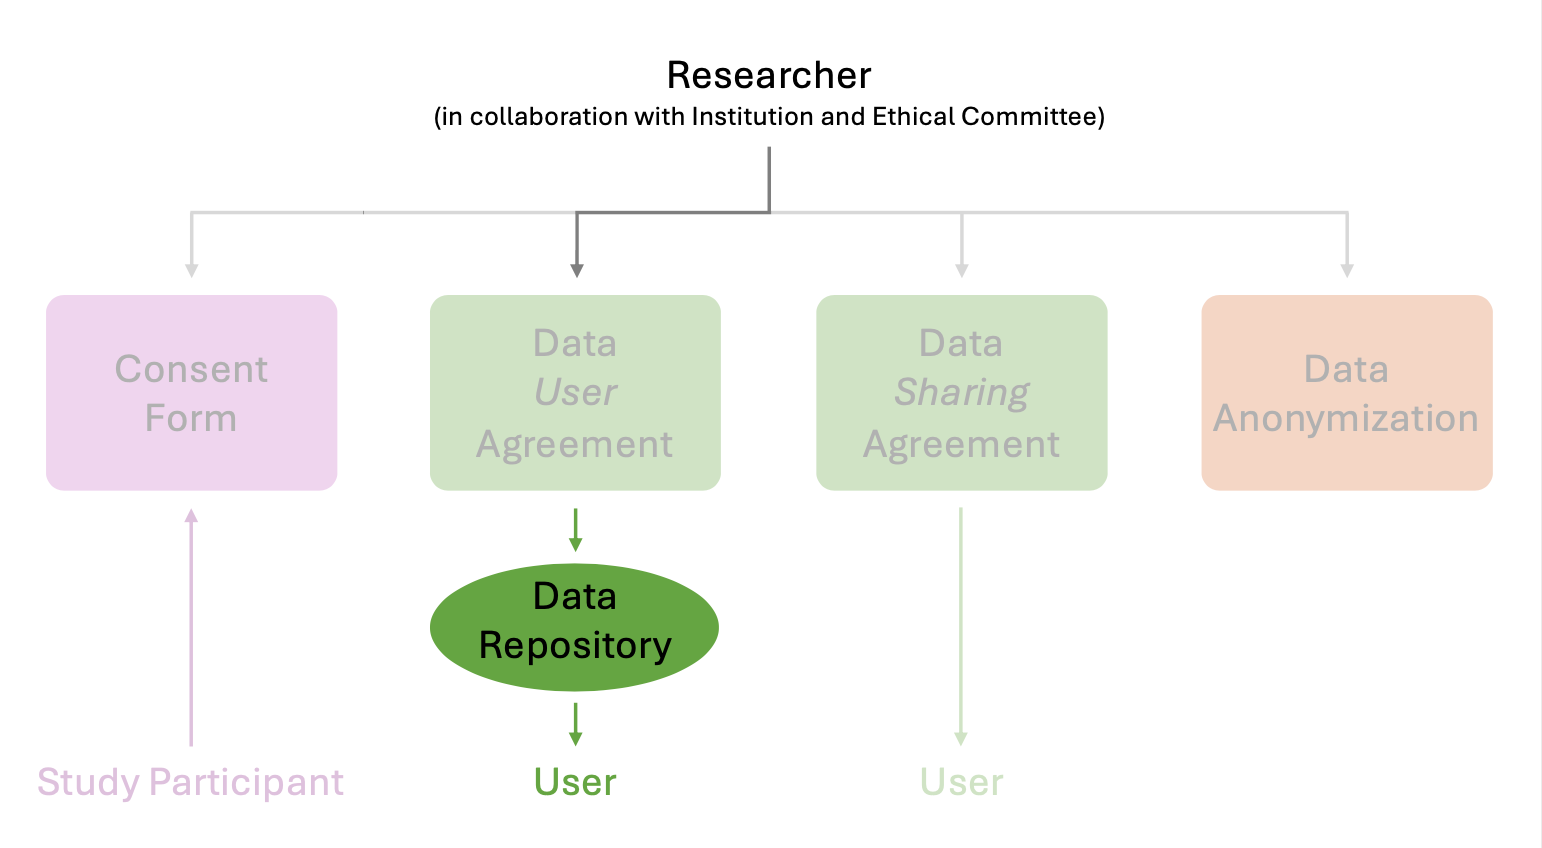 Researcher
(in collaboration with Institution and Ethical Committee)
Consent
Form
Data
User
Agreement
Data
Sharing
Agreement
Data
Anonymization
Data
Repository
Study Participant
User
User